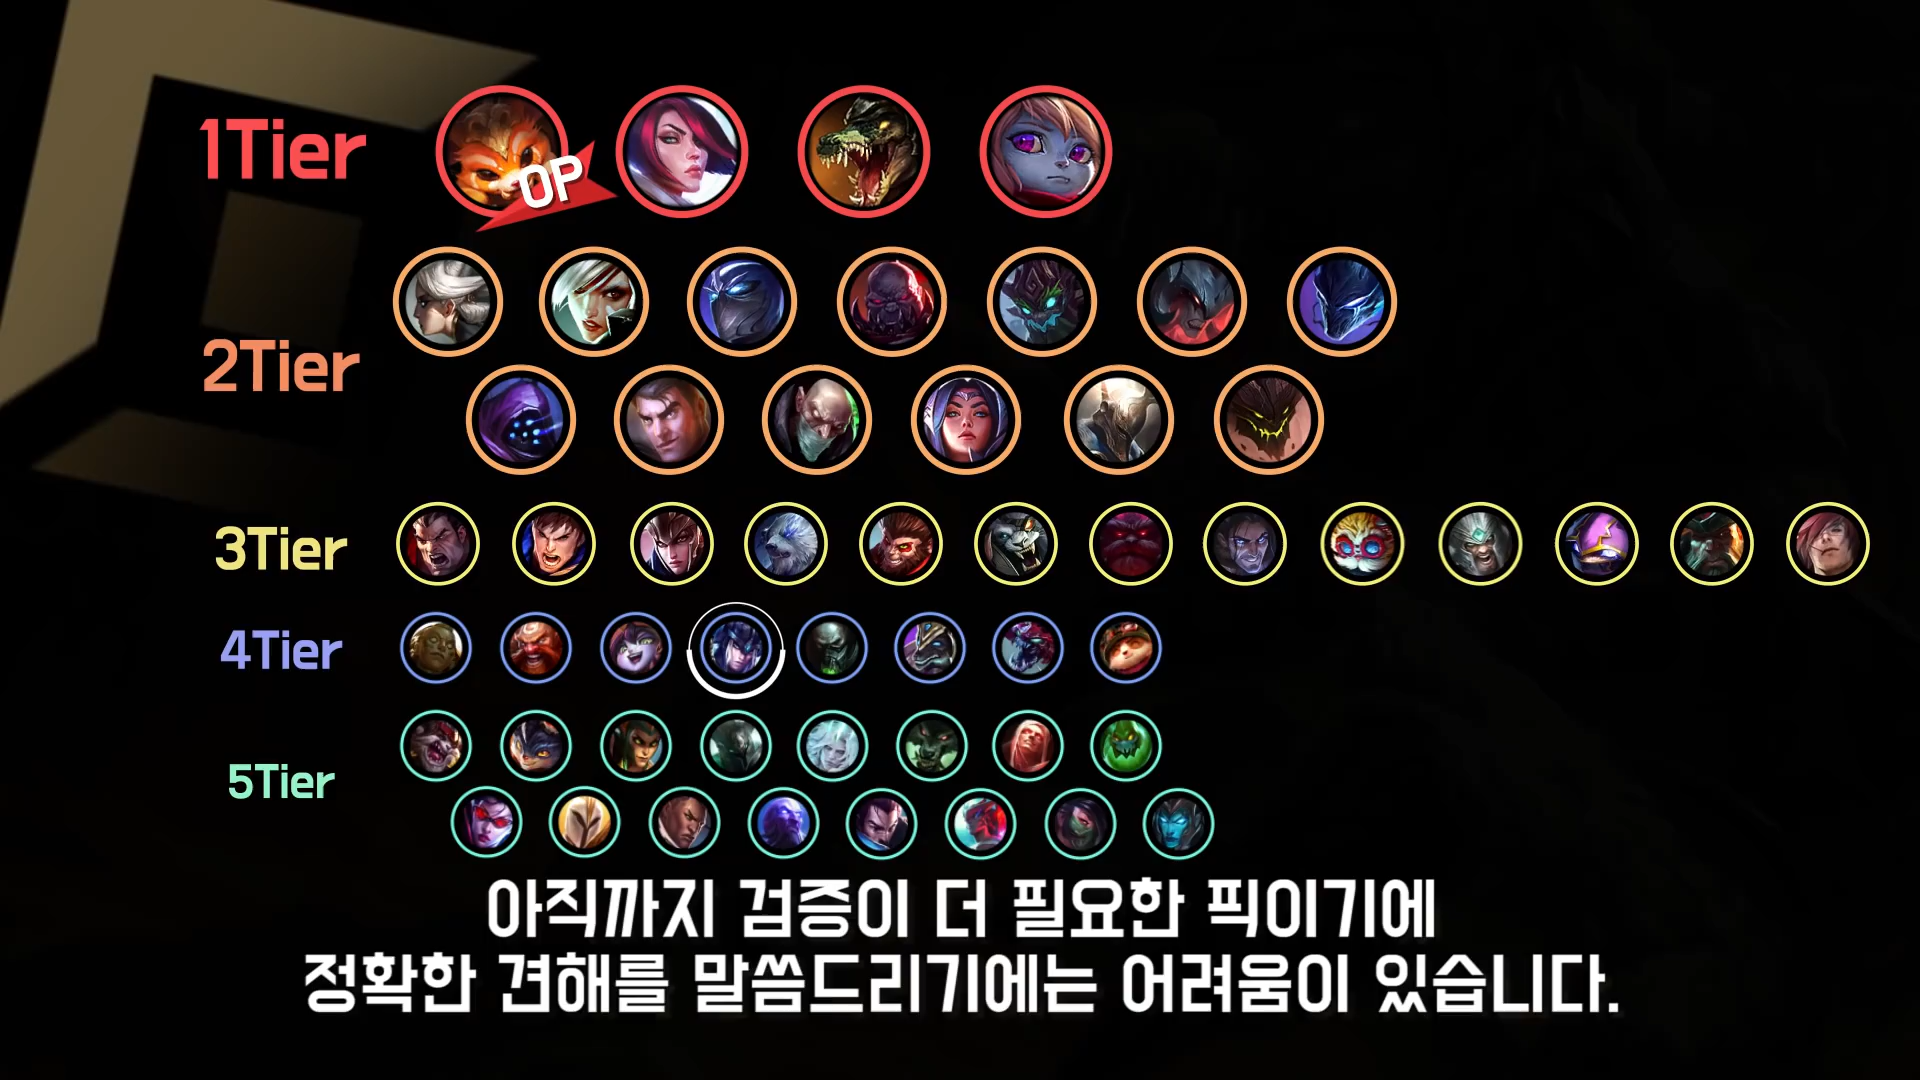 1Tier
OP
2Tier
3Tier
4Tier
5Tier
아직까지 검증이 더 필요한 픽이기에
정확한 견해를 말씀드리기에는 어려움이 있습니다.